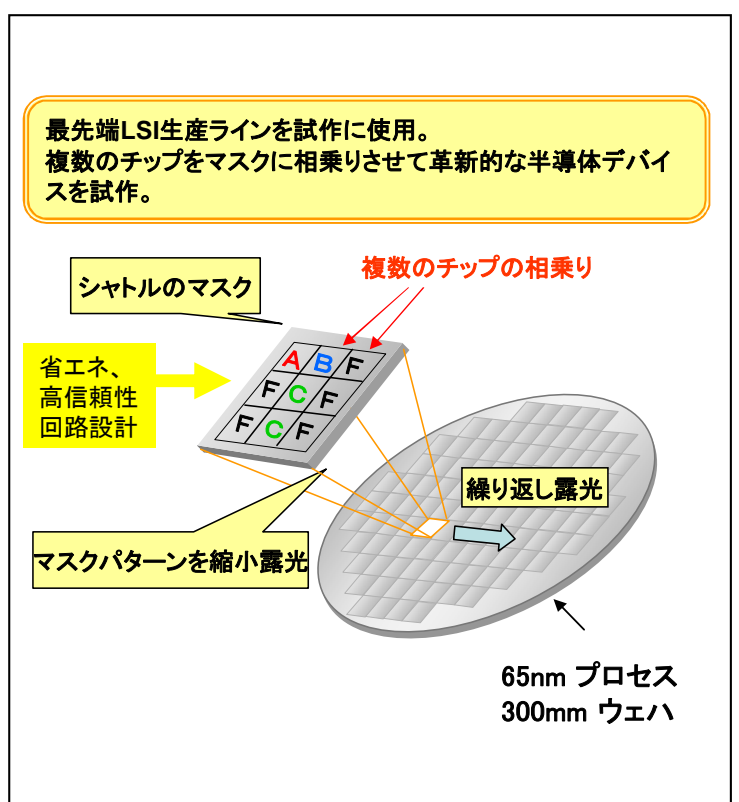 最先端LSI生産ラインを試作に使用。
複数のチップをマスクに相乗りさせて革新的な半導体デバイ
スを試作。
複数のチップの相乗り
シャトルのマスク
省エネ、
高信頼性
回路設計
A B F
F C F
F C F
繰り返し露光
マスクパターンを縮小露光
65nm プロセス
300mm ウェハ